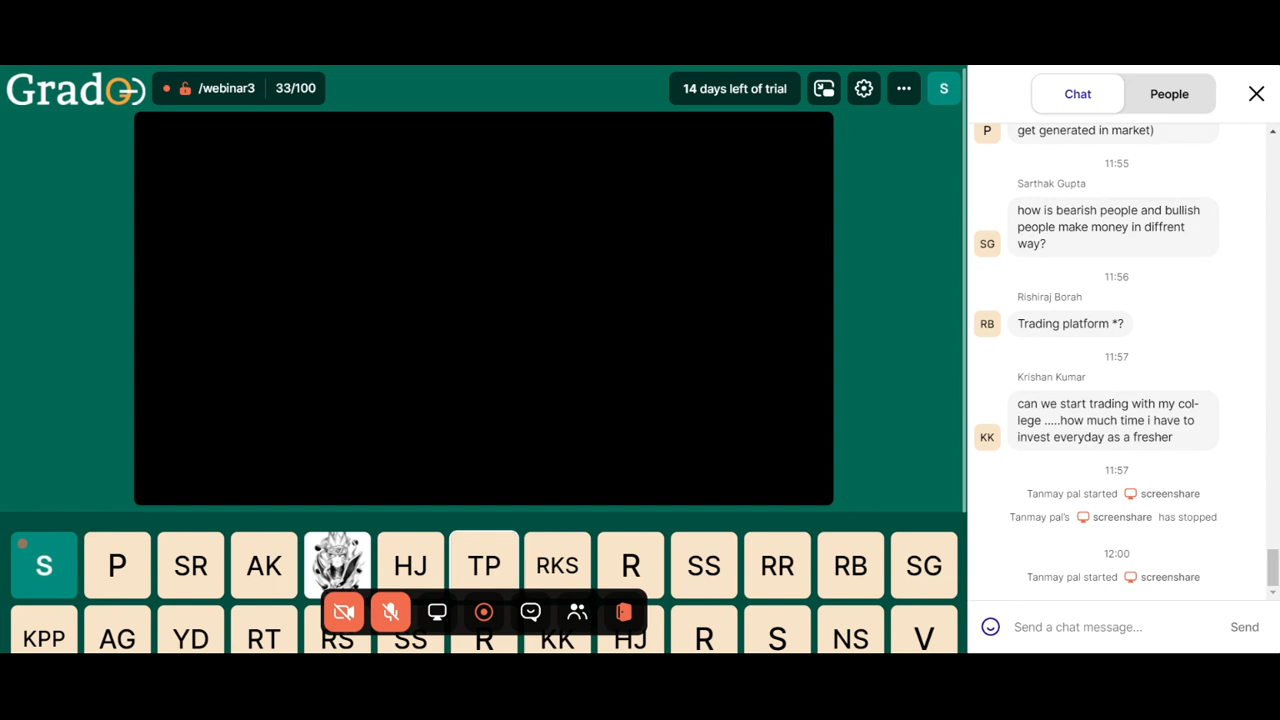 Grado
/webinar3 33/100
14 days left of trial
S
Chat
People
P
get generated in market)
11:55
Sarthak Gupta
how is bearish people and bullish
people make money in diffrent
way?
SG
11:56
Rishiraj Borah
RB
Trading platform *?
11:57
Krishan Kumar
can we start trading with my col-
lege .....how much time i have to
invest everyday as a fresher
KK
11:57
Tanmay pal started screenshare
Tanmay pal's screenshare has stopped
12:00
Tanmay pal started screenshare
Send a chat message...
Send
S P SR AK HJ TP RKS R SS RR RB SG
KPP AG YD RT RS SS R KK HJ R S NS V